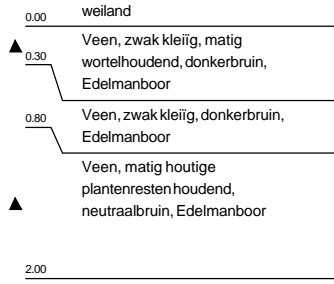 weiland
0.00
Veen, zwak kleiïg, matig
0.30
wortelhoudend, donkerbruin,
Edelmanboor
Veen, zwak kleiïg, donkerbruin,
0.80
Edelmanboor
Veen, matig houtige
plantenresten houdend,
neutraalbruin, Edelmanboor
2.00